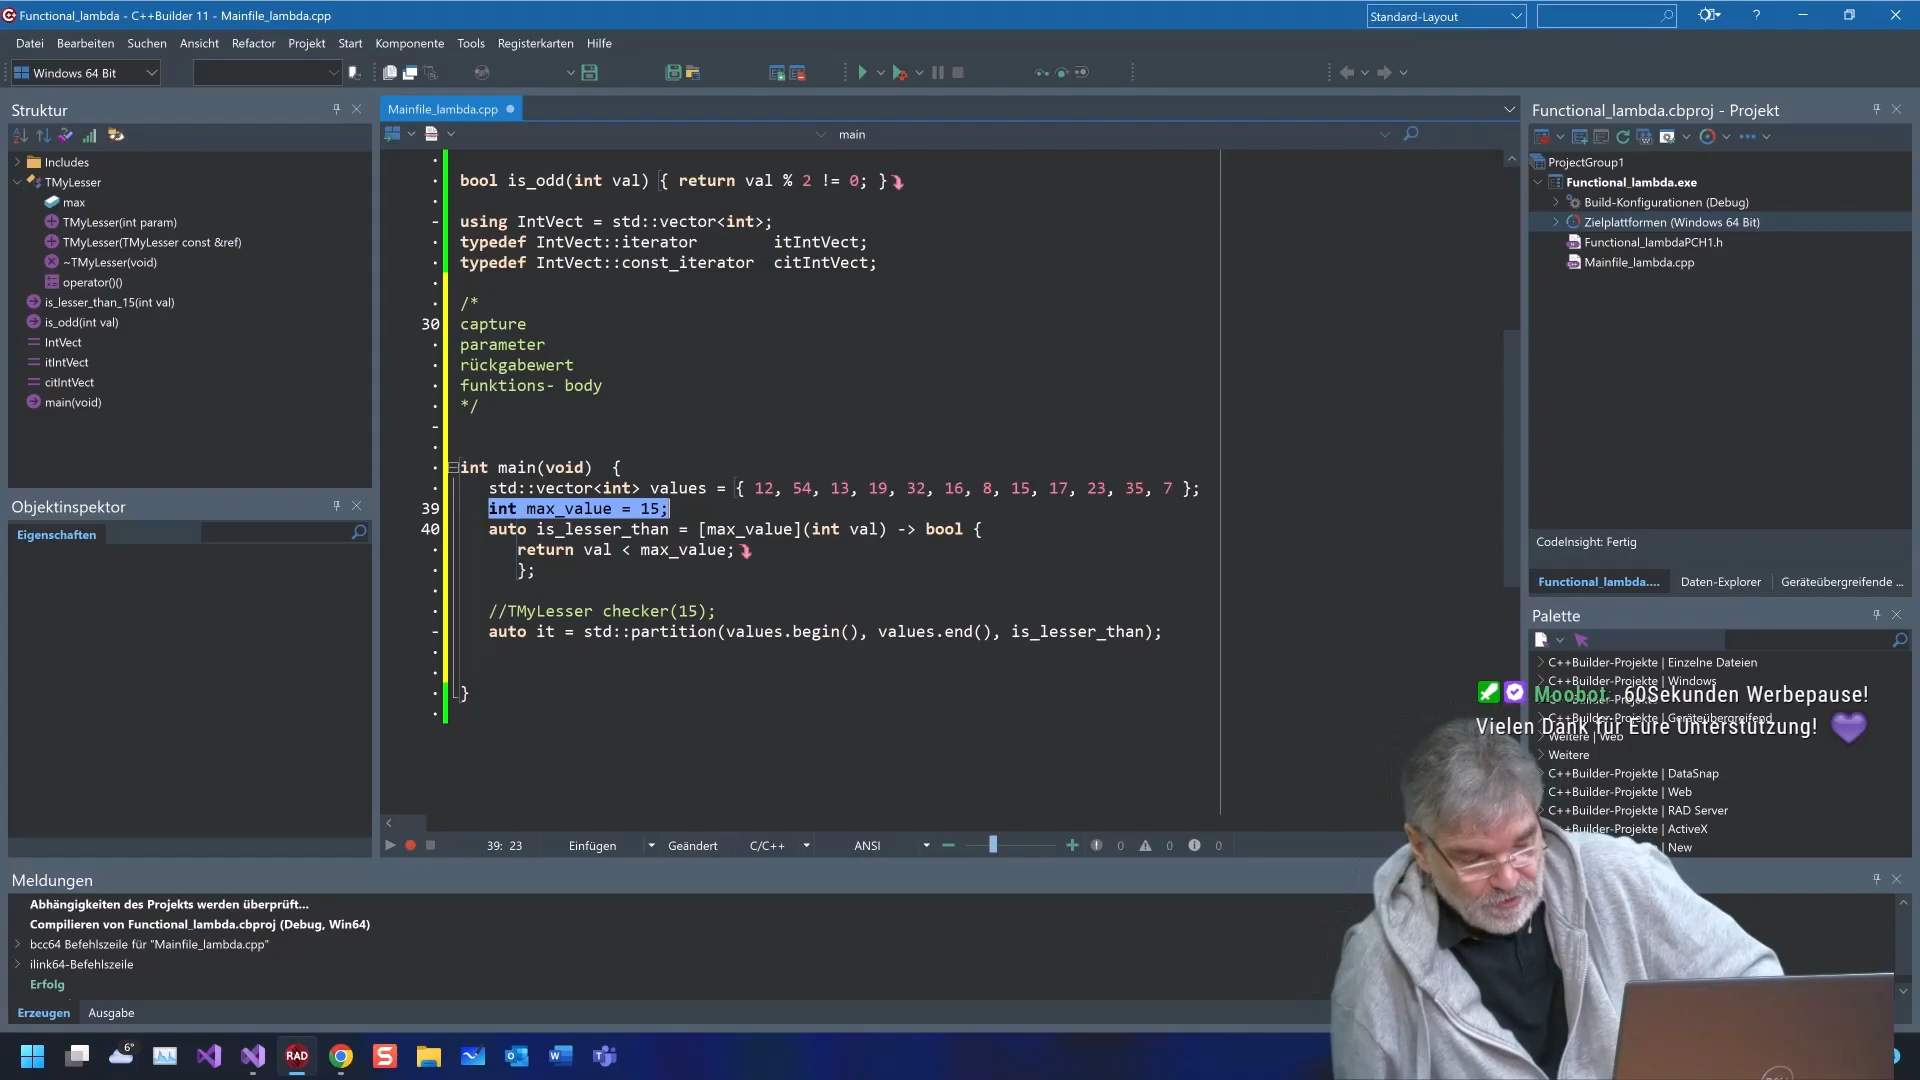 Functional_lambda - C++Builder 11 - Mainfile_lambda.cpp
Standard-Layout
Datei Bearbeiten Suchen Ansicht Refactor Projekt Start Komponente Tools Registerkarten Hilfe
Windows 64 Bit
Struktur
Includes
TMyLesser
max
TMyLesser(int param)
TMyLesser(TMyLesser const &ref)
~TMyLesser(void)
operator()()
is_lesser_than_15(int val)
is_odd(int val)
IntVect
itIntVect
citIntVect
main(void)
Objektinspektor
Eigenschaften
Mainfile_lambda.cpp
main
bool is_odd(int val) { return val % 2 != 0; }
using IntVect = std::vector<int>;
typedef IntVect::iterator itIntVect;
typedef IntVect::const_iterator citIntVect;
/*
30 capture
parameter
rückgabewert
funktions- body
*/
int main(void) {
std::vector<int> values = { 12, 54, 13, 19, 32, 16, 8, 15, 17, 23, 35, 7 };
39 int max_value = 15;
40 auto is_lesser_than = [max_value](int val) -> bool {
return val < max_value;
};
//TMyLesser checker(15);
auto it = std::partition(values.begin(), values.end(), is_lesser_than);
}
39: 23 Einfügen Geändert C/C++ ANSI 0 0 0
Functional_lambda.cbproj - Projekt
ProjectGroup1
Functional_lambda.exe
Build-Konfigurationen (Debug)
Zielplattformen (Windows 64 Bit)
Functional_lambdaPCH1.h
Mainfile_lambda.cpp
CodeInsight: Fertig
Functional_lambda.... Daten-Explorer Geräteübergreifende ...
Palette
C++Builder-Projekte | Einzelne Dateien
C++Builder-Projekte | Windows
C++Builder-Projekte
C++Builder-Projekte | Geräteübergreifend
Weitere | Web
Weitere
C++Builder-Projekte | DataSnap
C++Builder-Projekte | Web
C++Builder-Projekte | RAD Server
C++Builder-Projekte | ActiveX
| New
Moobot: 60Sekunden Werbepause!
Vielen Dank für Eure Unterstützung!
Meldungen
Abhängigkeiten des Projekts werden überprüft...
Compilieren von Functional_lambda.cbproj (Debug, Win64)
bcc64 Befehlszeile für "Mainfile_lambda.cpp"
ilink64-Befehlszeile
Erfolg
Erzeugen Ausgabe
6°
RAD